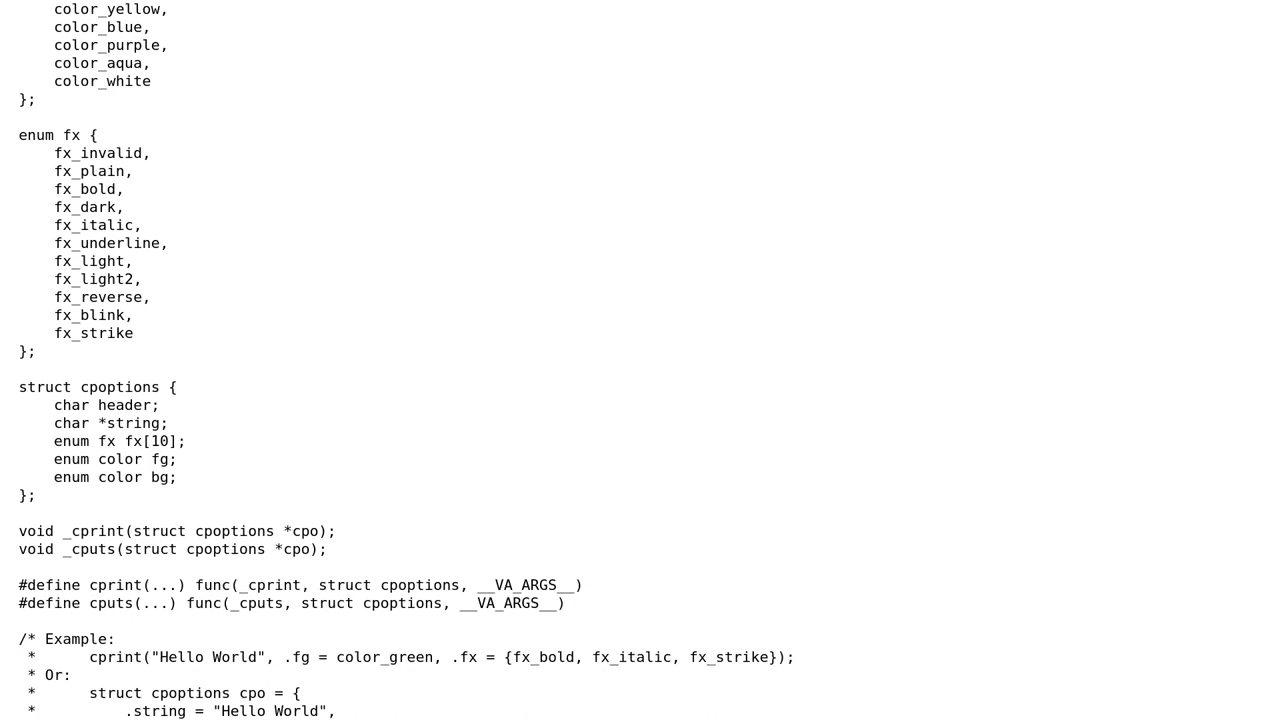 color_yellow,
    color_blue,
    color_purple,
    color_aqua,
    color_white
};

enum fx {
    fx_invalid,
    fx_plain,
    fx_bold,
    fx_dark,
    fx_italic,
    fx_underline,
    fx_light,
    fx_light2,
    fx_reverse,
    fx_blink,
    fx_strike
};

struct cpoptions {
    char header;
    char *string;
    enum fx fx[10];
    enum color fg;
    enum color bg;
};

void _cprint(struct cpoptions *cpo);
void _cputs(struct cpoptions *cpo);

#define cprint(...) func(_cprint, struct cpoptions, __VA_ARGS__)
#define cputs(...) func(_cputs, struct cpoptions, __VA_ARGS__)

/* Example:
 *      cprint("Hello World", .fg = color_green, .fx = {fx_bold, fx_italic, fx_strike});
 * Or:
 *      struct cpoptions cpo = {
 *          .string = "Hello World",